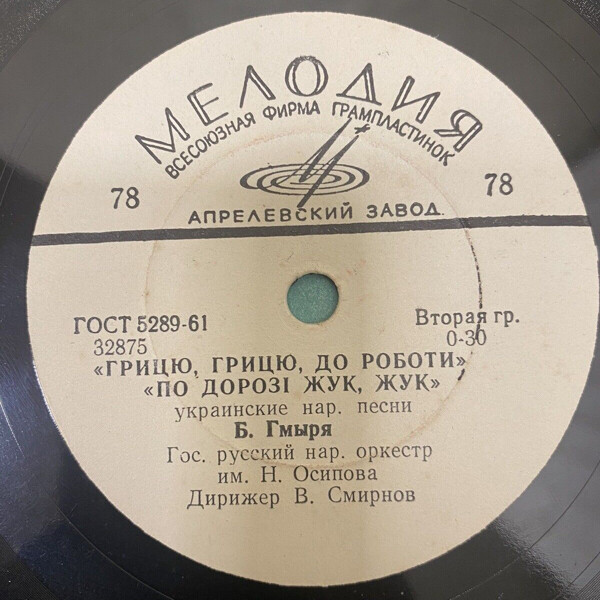 МЕЛОДИЯ
ВСЕСОЮЗНАЯ ФИРМА ГРАМПЛАСТИНОК
78 78
АПРЕЛЕВСКИЙ ЗАВОД.
ГОСТ 5289-61 Вторая гр.
32875 0-30
«ГРИЦЮ, ГРИЦЮ, ДО РОБОТИ»,
«ПО ДОРОЗІ ЖУК, ЖУК»
украинские нар. песни
Б. Гмыря
Гос. русский нар. оркестр
им. Н. Осипова
Дирижер В. Смирнов